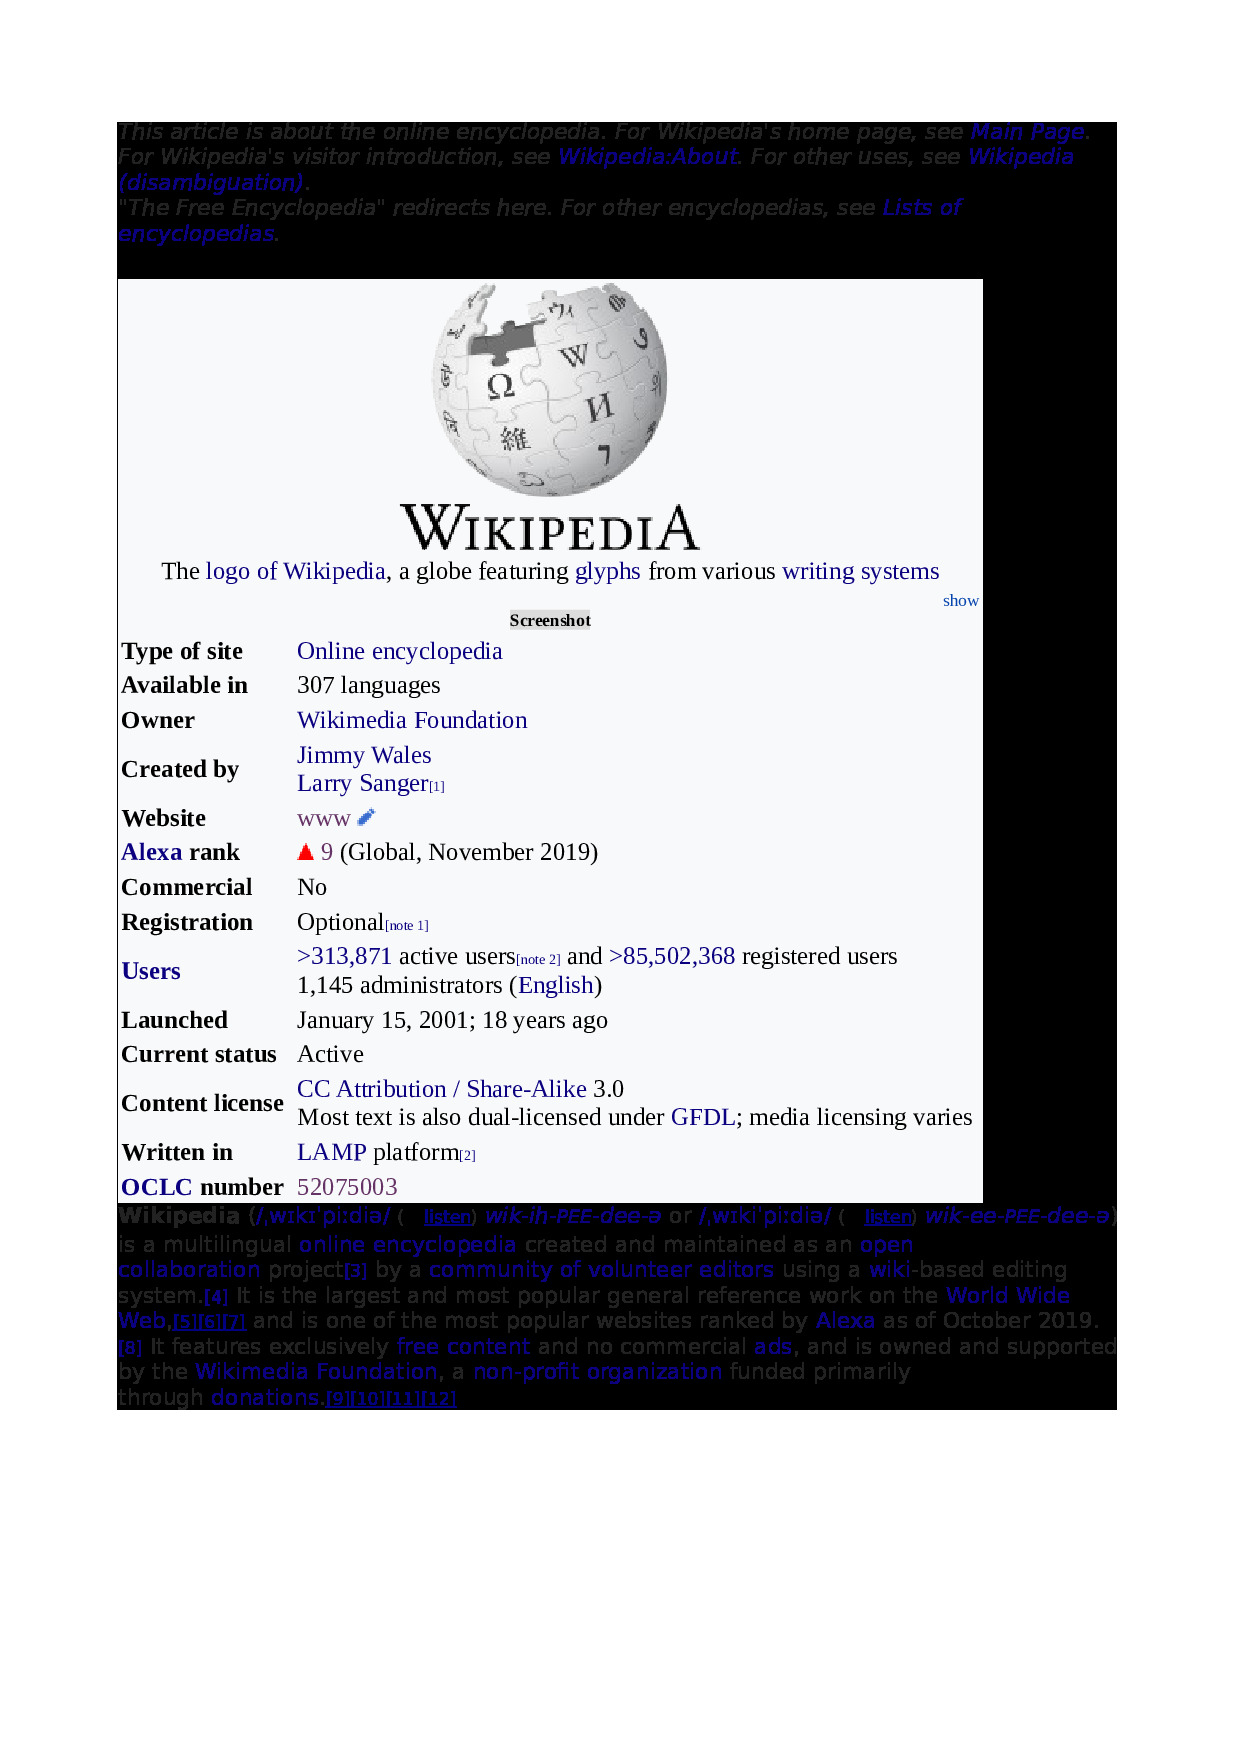 This article is about the online encyclopedia. For Wikipedia's home page, see Main Page.
For Wikipedia's visitor introduction, see Wikipedia:About. For other uses, see Wikipedia
(disambiguation).
"The Free Encyclopedia" redirects here. For other encyclopedias, see Lists of
encyclopedias.
ウィ
Ω W И
維 ר
WIKIPEDIA
The logo of Wikipedia, a globe featuring glyphs from various writing systems
show
Screenshot
Type of site Online encyclopedia
Available in 307 languages
Owner Wikimedia Foundation
Created by Jimmy Wales
Larry Sanger[1]
Website www
Alexa rank 9 (Global, November 2019)
Commercial No
Registration Optional[note 1]
Users >313,871 active users[note 2] and >85,502,368 registered users
1,145 administrators (English)
Launched January 15, 2001; 18 years ago
Current status Active
Content license CC Attribution / Share-Alike 3.0
Most text is also dual-licensed under GFDL; media licensing varies
Written in LAMP platform[2]
OCLC number 52075003
Wikipedia (/ˌwɪkɪˈpiːdiə/ ( listen) wik-ih-PEE-dee-ə or /ˌwɪkiˈpiːdiə/ ( listen) wik-ee-PEE-dee-ə)
is a multilingual online encyclopedia created and maintained as an open
collaboration project[3] by a community of volunteer editors using a wiki-based editing
system.[4] It is the largest and most popular general reference work on the World Wide
Web,[5][6][7] and is one of the most popular websites ranked by Alexa as of October 2019.
[8] It features exclusively free content and no commercial ads, and is owned and supported
by the Wikimedia Foundation, a non-profit organization funded primarily
through donations.[9][10][11][12]